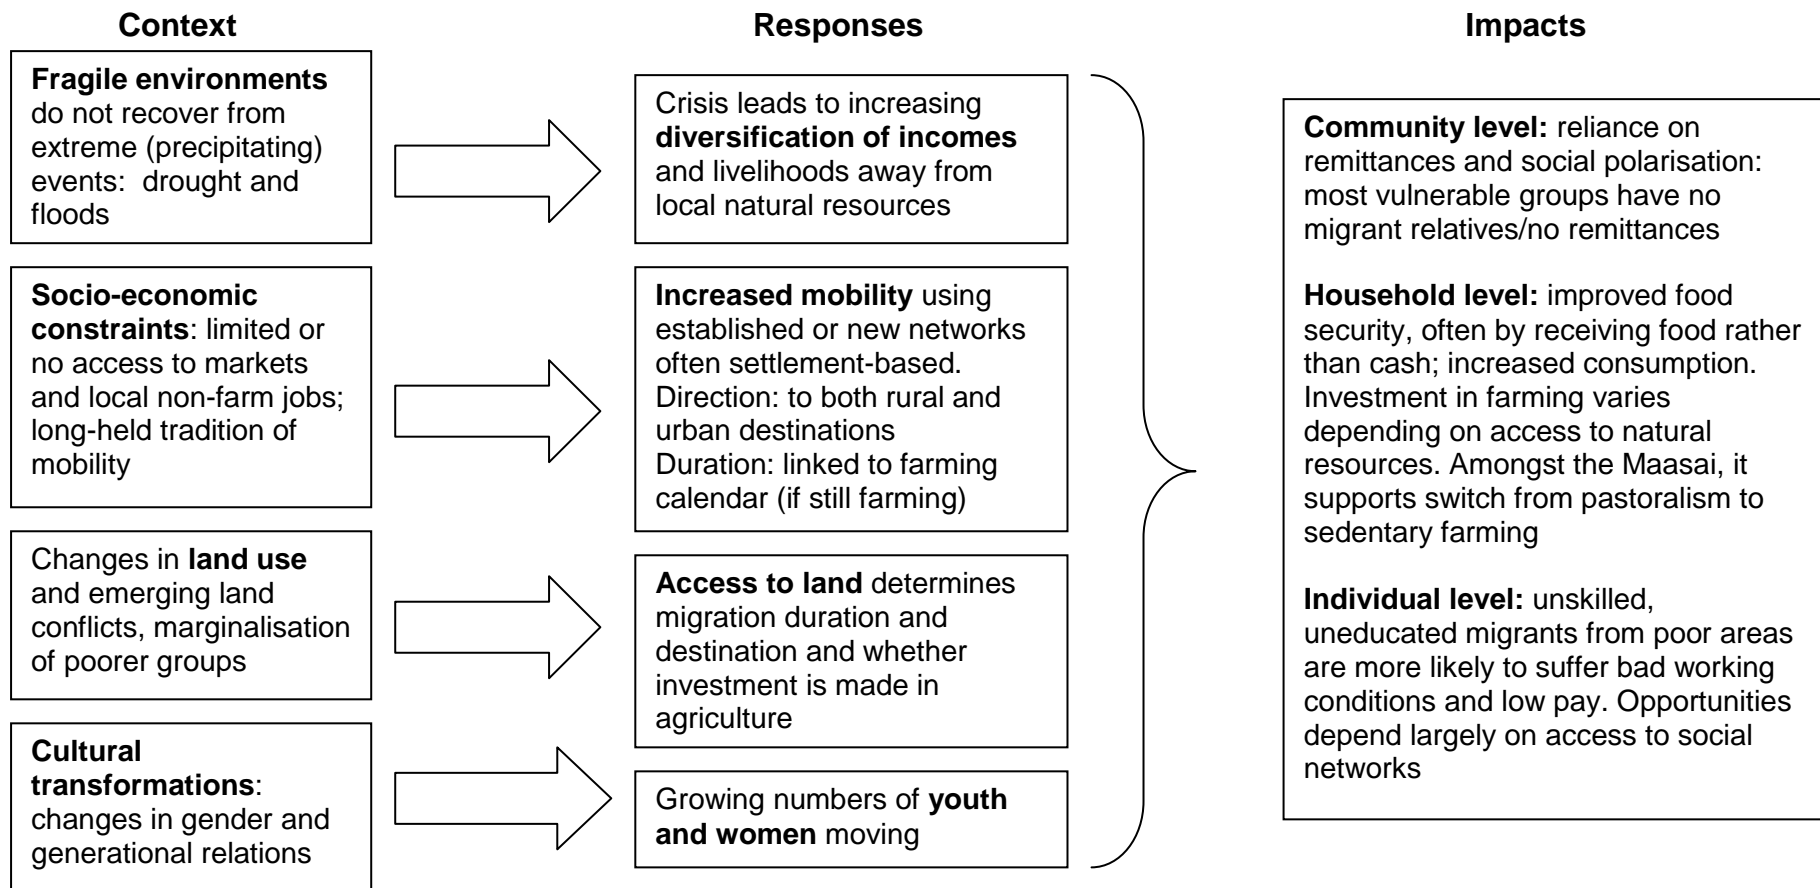 Context
Fragile environments
do not recover from
extreme (precipitating)
events:  drought and
floods
Socio-economic
constraints: limited or
no access to markets
and local non-farm jobs;
long-held tradition of
mobility
Changes in land use
and emerging land
conflicts, marginalisation
of poorer groups
Cultural
transformations:
changes in gender and
generational relations
Responses
Crisis leads to increasing
diversification of incomes
and livelihoods away from
local natural resources
Increased mobility using
established or new networks
often settlement-based.
Direction: to both rural and
urban destinations
Duration: linked to farming
calendar (if still farming)
Access to land determines
migration duration and
destination and whether
investment is made in
agriculture
Growing numbers of youth
and women moving
Impacts
Community level: reliance on
remittances and social polarisation:
most vulnerable groups have no
migrant relatives/no remittances
Household level: improved food
security, often by receiving food rather
than cash; increased consumption.
Investment in farming varies
depending on access to natural
resources. Amongst the Maasai, it
supports switch from pastoralism to
sedentary farming
Individual level: unskilled,
uneducated migrants from poor areas
are more likely to suffer bad working
conditions and low pay. Opportunities
depend largely on access to social
networks